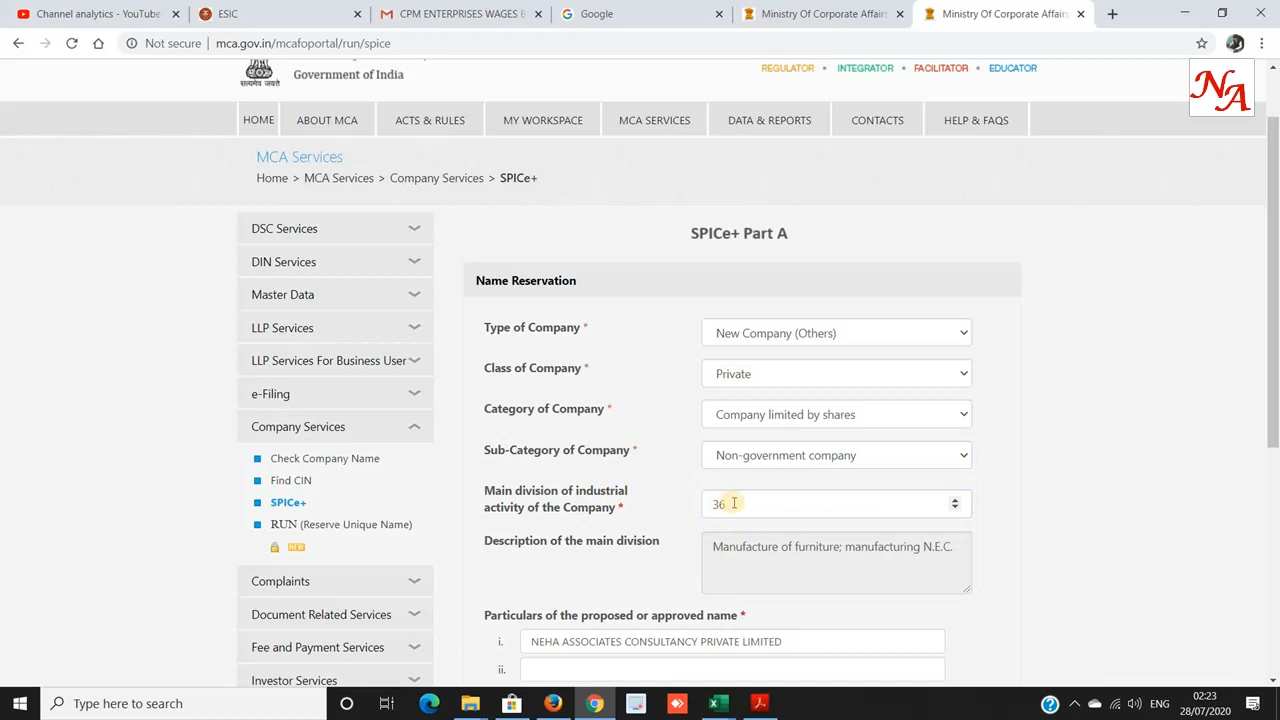 Channel analytics - YouTube
ESIC
CPM ENTERPRISES WAGES B
Google
Ministry Of Corporate Affairs
Ministry Of Corporate Affairs
Not secure
mca.gov.in/mcafoportal/run/spice
सत्यमेव जयते
Government of India
REGULATOR • INTEGRATOR • FACILITATOR • EDUCATOR
NA
HOME
ABOUT MCA
ACTS & RULES
MY WORKSPACE
MCA SERVICES
DATA & REPORTS
CONTACTS
HELP & FAQS
MCA Services
Home > MCA Services > Company Services > SPICe+
DSC Services
DIN Services
Master Data
LLP Services
LLP Services For Business User
e-Filing
Company Services
Check Company Name
Find CIN
SPICe+
RUN (Reserve Unique Name)
NEW
Complaints
Document Related Services
Fee and Payment Services
Investor Services
SPICe+ Part A
Name Reservation
Type of Company *
New Company (Others)
Class of Company *
Private
Category of Company *
Company limited by shares
Sub-Category of Company *
Non-government company
Main division of industrial
activity of the Company *
36
Description of the main division
Manufacture of furniture; manufacturing N.E.C.
Particulars of the proposed or approved name *
i.
NEHA ASSOCIATES CONSULTANCY PRIVATE LIMITED
ii.
Type here to search
ENG
02:23
28/07/2020